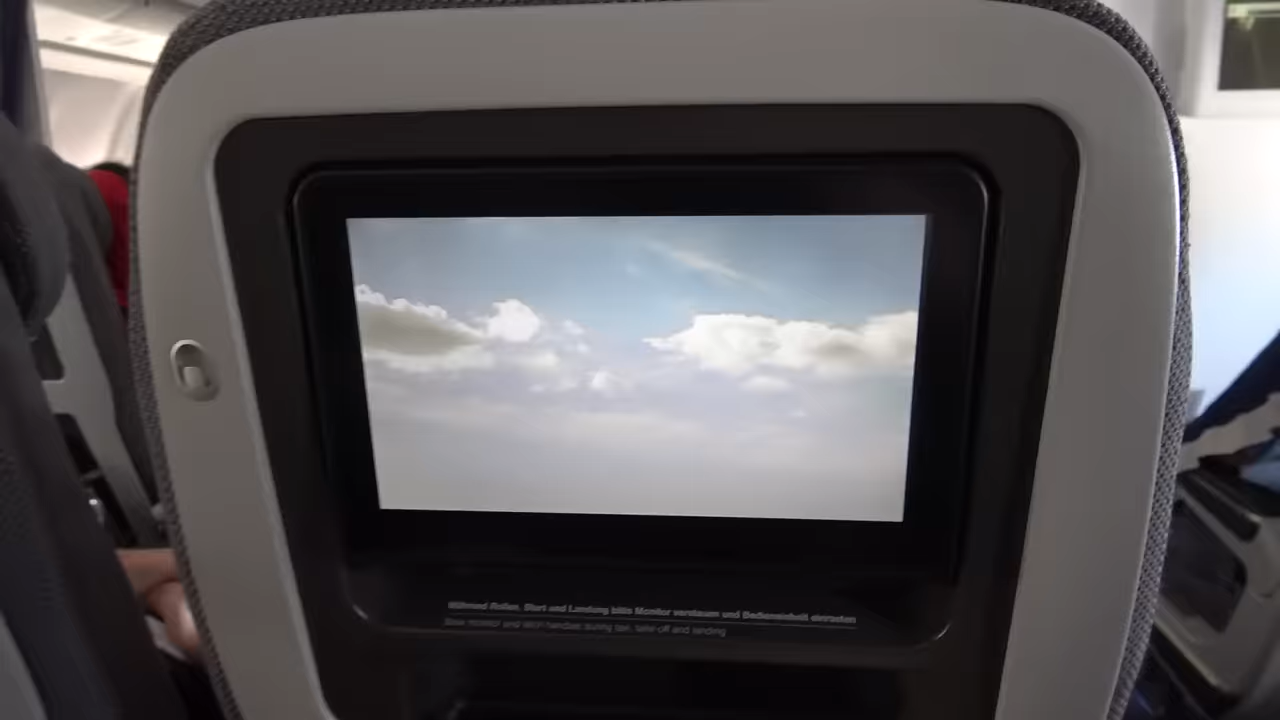 Während Rollen, Start und Landung bitte Monitor verstauen und Bedieneinheit einrasten
Stow monitor and latch handset during taxi, take-off and landing